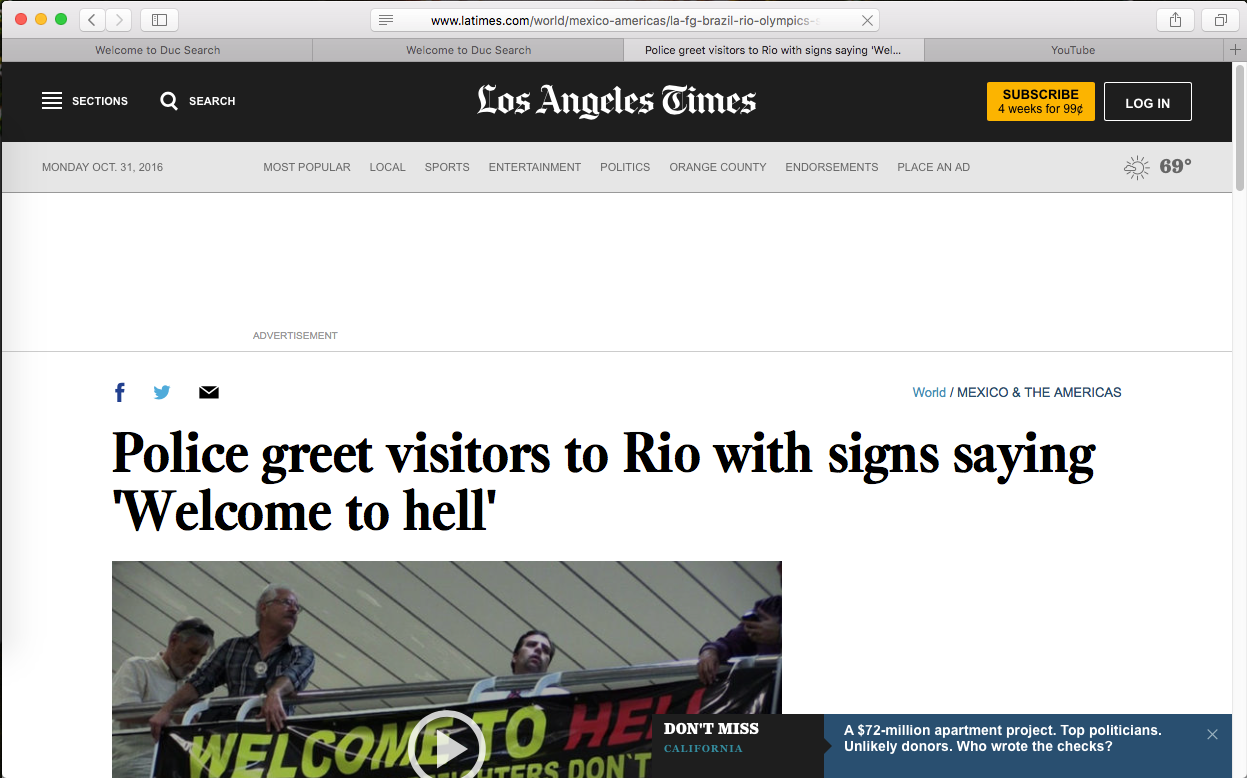 www.latimes.com/world/mexico-americas/la-fg-brazil-rio-olympics-
Welcome to Duc Search
Welcome to Duc Search
Police greet visitors to Rio with signs saying 'Wel...
YouTube
SECTIONS
SEARCH
Los Angeles Times
SUBSCRIBE
4 weeks for 99¢
LOG IN
MONDAY OCT. 31, 2016
MOST POPULAR
LOCAL
SPORTS
ENTERTAINMENT
POLITICS
ORANGE COUNTY
ENDORSEMENTS
PLACE AN AD
69°
ADVERTISEMENT
World / MEXICO & THE AMERICAS
Police greet visitors to Rio with signs saying
'Welcome to hell'
WELCOME TO HELL
DON'T
DON'T MISS
CALIFORNIA
A $72-million apartment project. Top politicians.
Unlikely donors. Who wrote the checks?